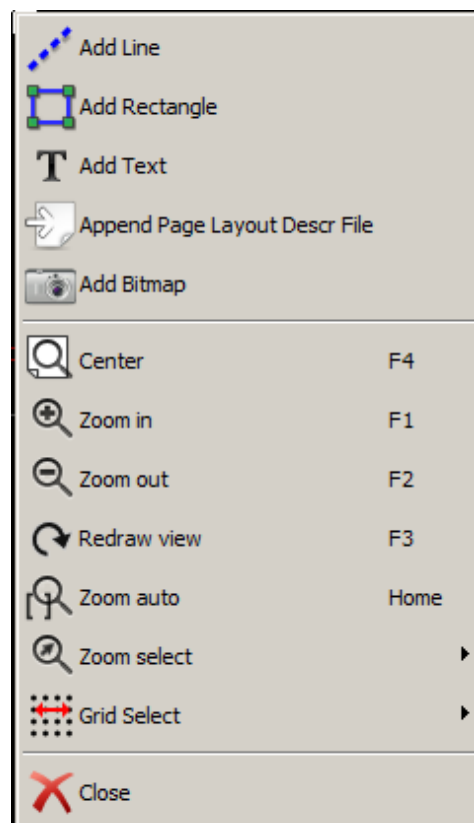 Add Line
Add Rectangle
Add Text
Append Page Layout Descr File
Add Bitmap
Center F4
Zoom in F1
Zoom out F2
Redraw view F3
Zoom auto Home
Zoom select
Grid Select
Close